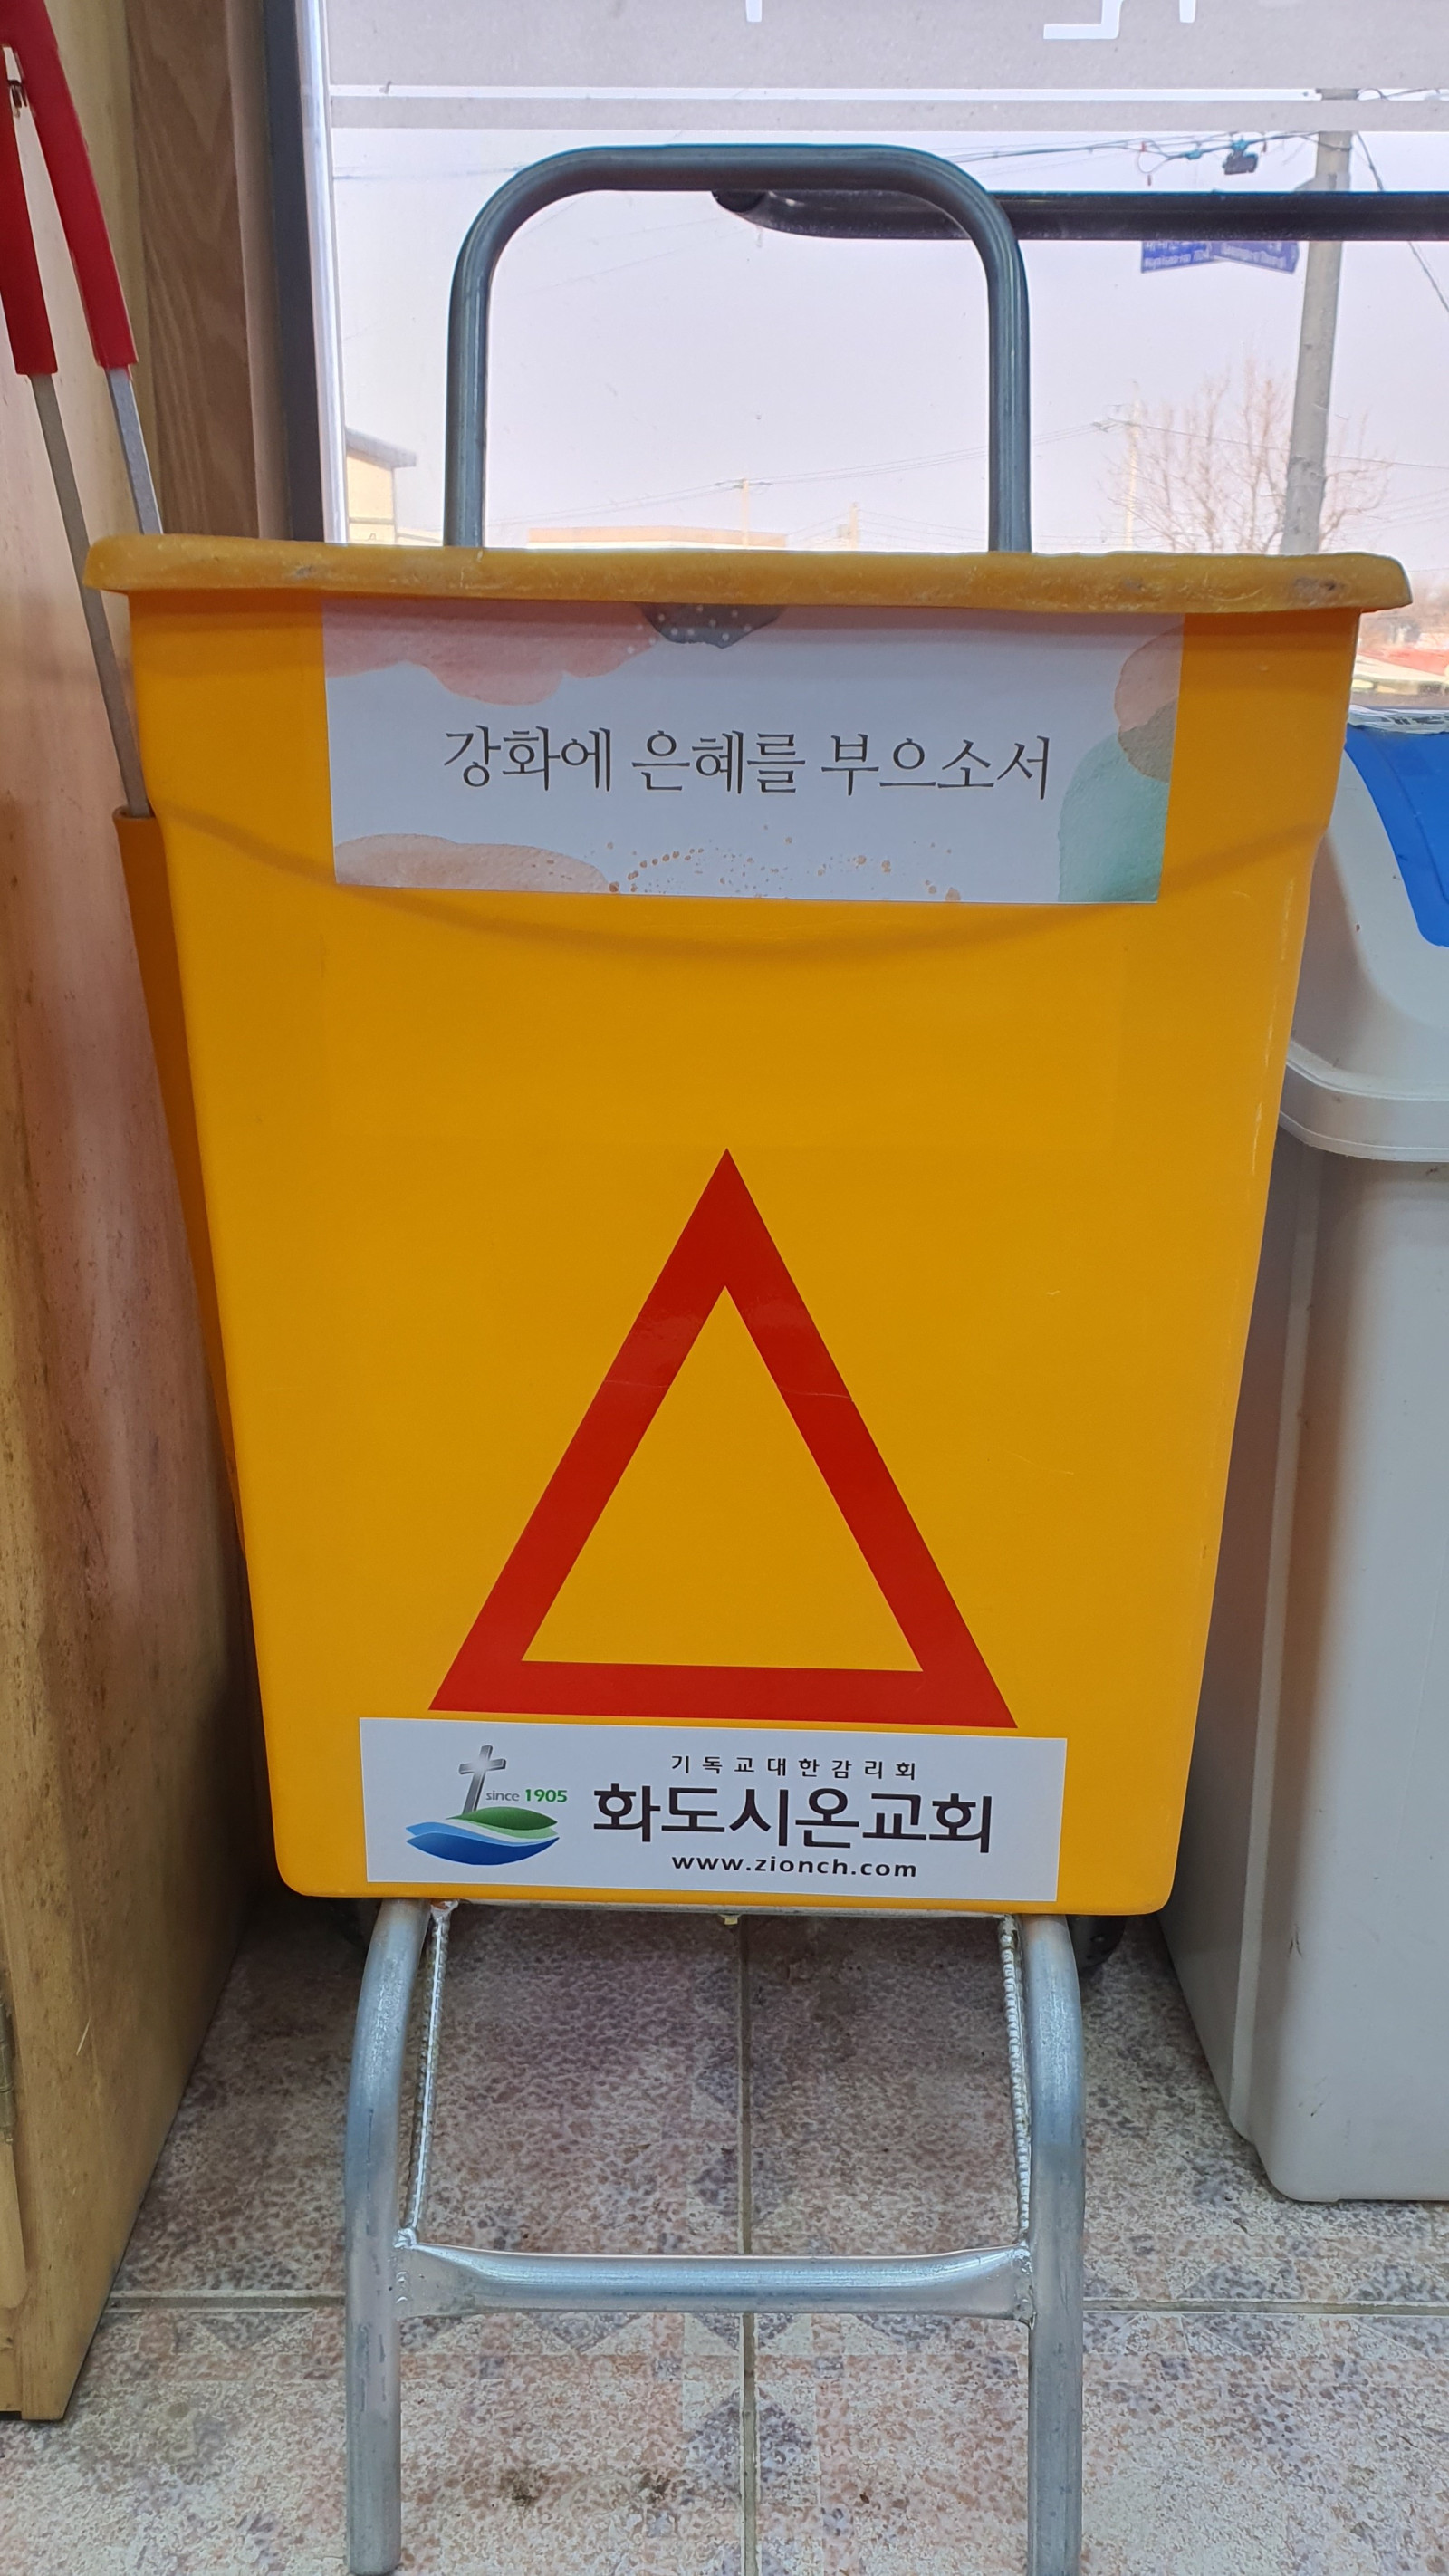 강화에 은혜를 부으소서
since 1905
기독교대한감리회
화도시온교회
www.zionch.com